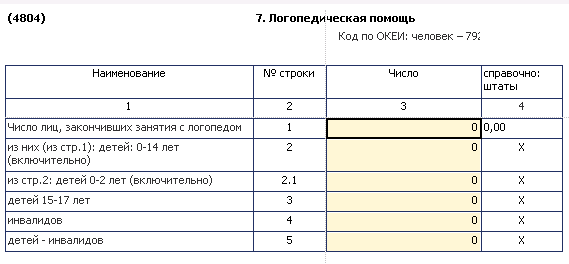 (4804) 7. Логопедическая помощь
Код по ОКЕИ: человек – 792
Наименование № строки Число справочно: штаты
1 2 3 4
Число лиц, закончивших занятия с логопедом 1 0 0,00
из них (из стр.1): детей: 0-14 лет
(включительно) 2 0 X
из стр.2: детей 0-2 лет (включительно) 2.1 0 X
детей 15-17 лет 3 0 X
инвалидов 4 0 X
детей - инвалидов 5 0 X